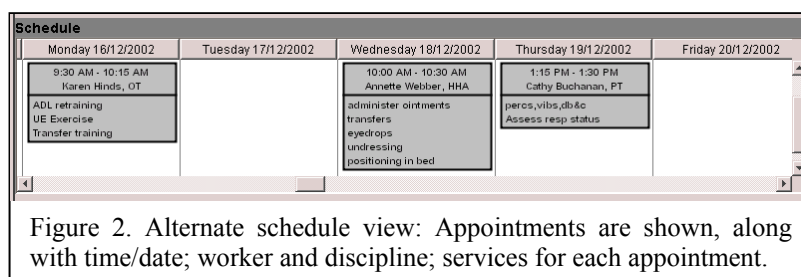 Schedule
Monday 16/12/2002 Tuesday 17/12/2002 Wednesday 18/12/2002 Thursday 19/12/2002 Friday 20/12/2002
9:30 AM - 10:15 AM
Karen Hinds, OT
ADL retraining
UE Exercise
Transfer training
10:00 AM - 10:30 AM
Annette Webber, HHA
administer ointments
transfers
eyedrops
undressing
positioning in bed
1:15 PM - 1:30 PM
Cathy Buchanan, PT
percs,vibs,db&c
Assess resp status
Figure 2. Alternate schedule view: Appointments are shown, along
with time/date; worker and discipline; services for each appointment.